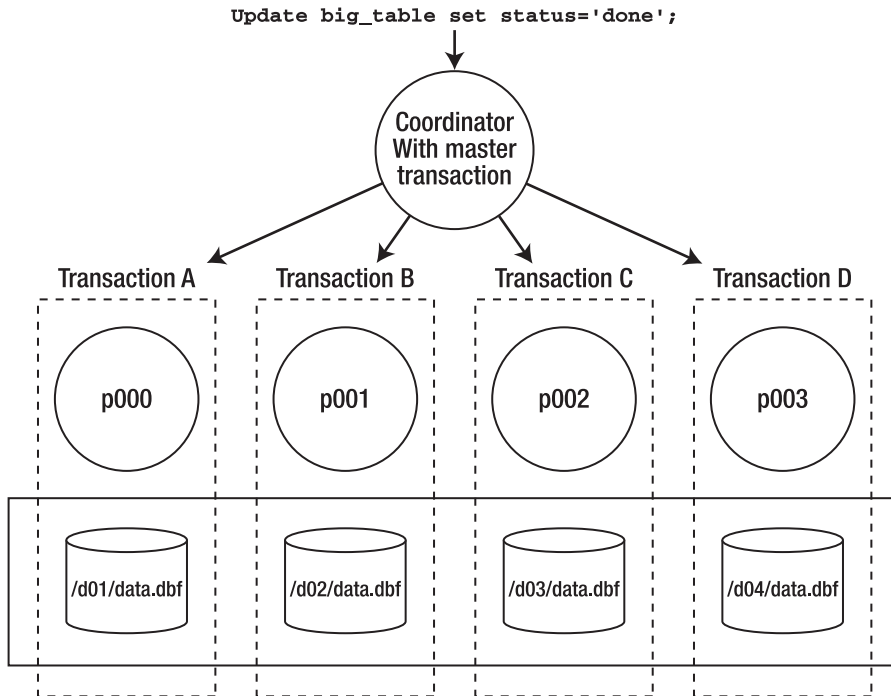 Update big_table set status='done';
Coordinator
With master
transaction
Transaction A
Transaction B
Transaction C
Transaction D
p000
p001
p002
p003
/d01/data.dbf
/d02/data.dbf
/d03/data.dbf
/d04/data.dbf